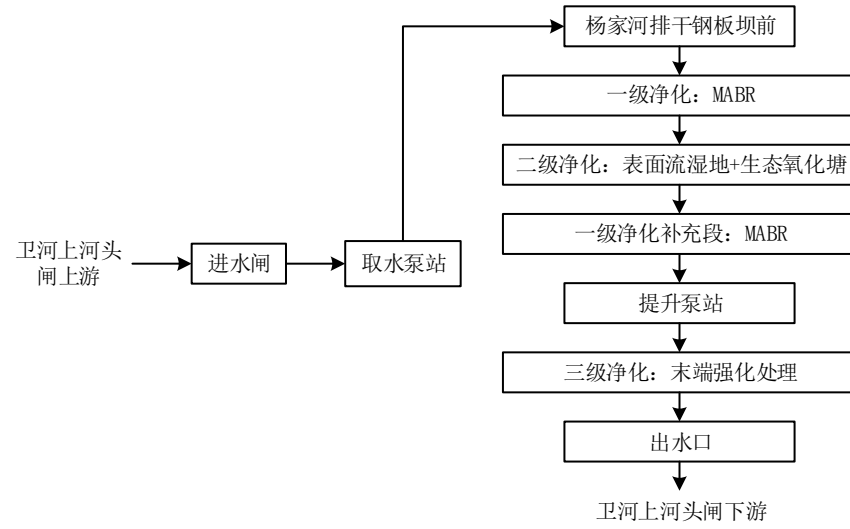 卫河上河头
闸上游
进水闸
取水泵站
杨家河排干钢板坝前
一级净化：MABR
二级净化：表面流湿地+生态氧化塘
一级净化补充段：MABR
提升泵站
三级净化：末端强化处理
出水口
卫河上河头闸下游